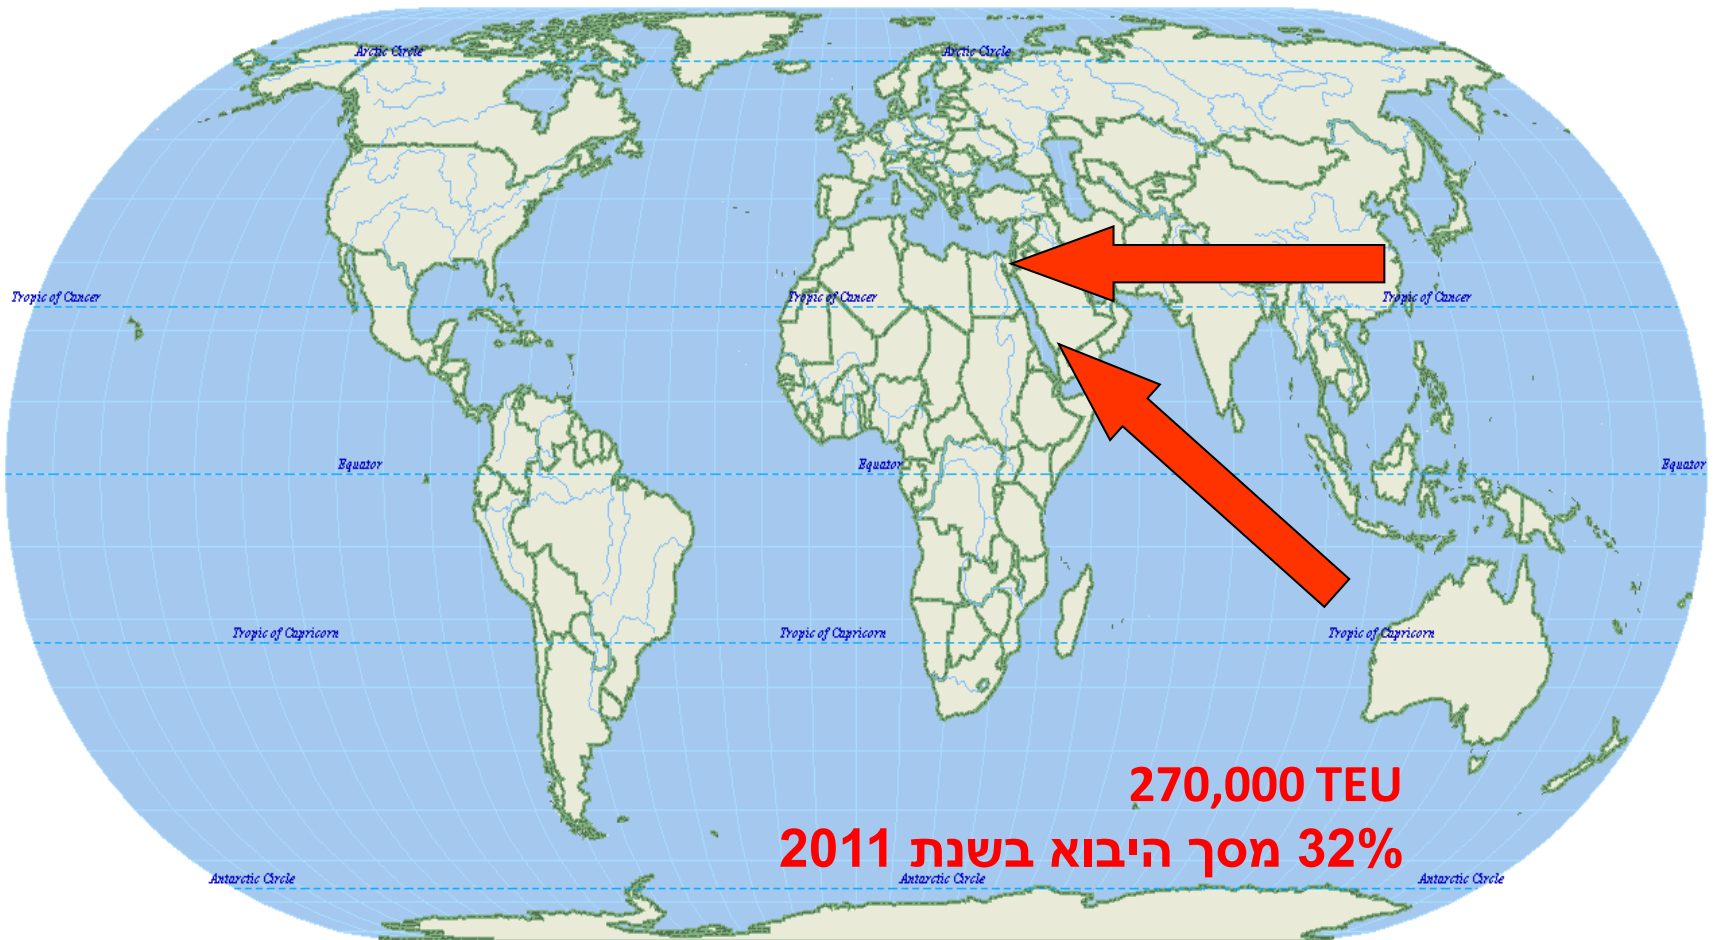 Arctic Circle
Arctic Circle
Tropic of Cancer
Tropic of Cancer
Tropic of Cancer
Equator
Equator
Equator
Tropic of Capricorn
Tropic of Capricorn
Tropic of Capricorn
270,000 TEU
32% מסך היבוא בשנת 2011
Antarctic Circle
Antarctic Circle
Antarctic Circle